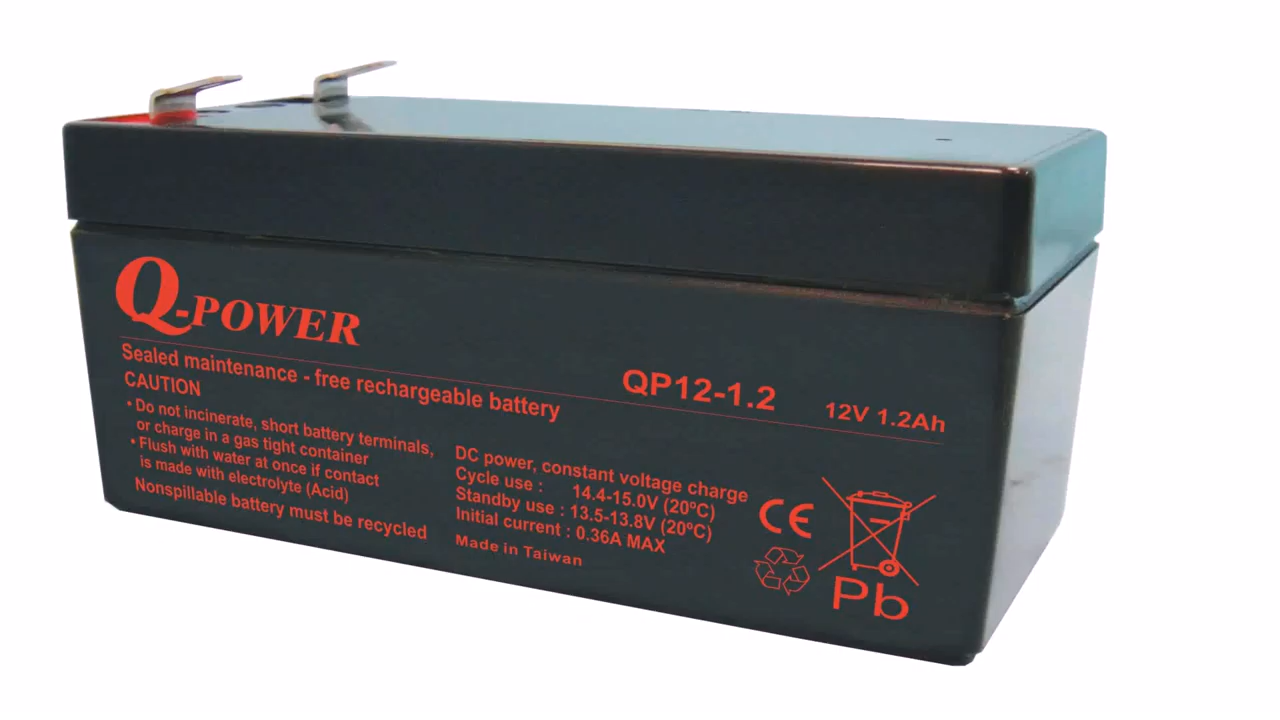 Q-POWER
Sealed maintenance - free rechargeable battery
QP12-1.2
12V 1.2Ah
CAUTION
• Do not incinerate, short battery terminals,
or charge in a gas tight container
• Flush with water at once if contact
is made with electrolyte (Acid)
Nonspillable battery must be recycled
DC power, constant voltage charge
Cycle use : 14.4-15.0V (20ºC)
Standby use : 13.5-13.8V (20ºC)
Initial current : 0.36A MAX
Made in Taiwan
CE
Pb